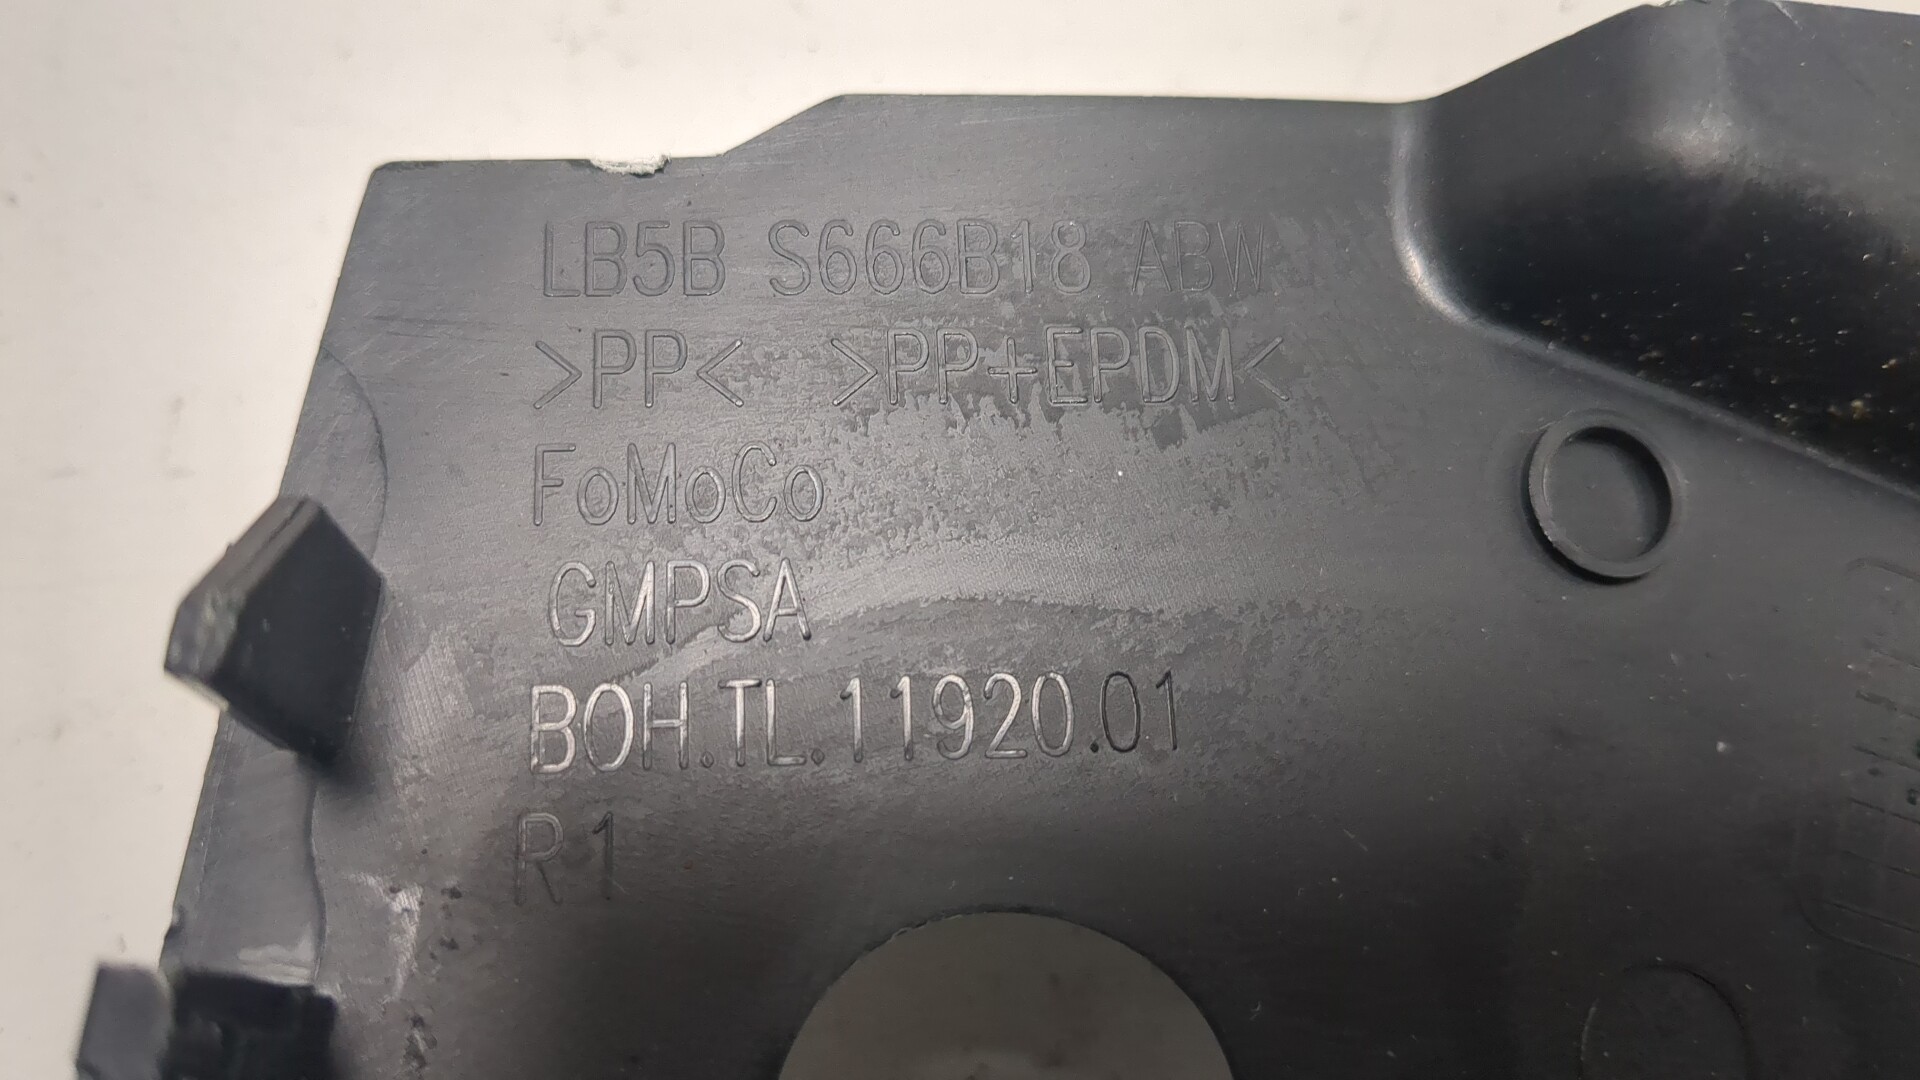 LB5B S666B18 ABW
>PP< >PP+EPDM<
FoMoCo
GMPSA
BOH.TL.11920.01
R1